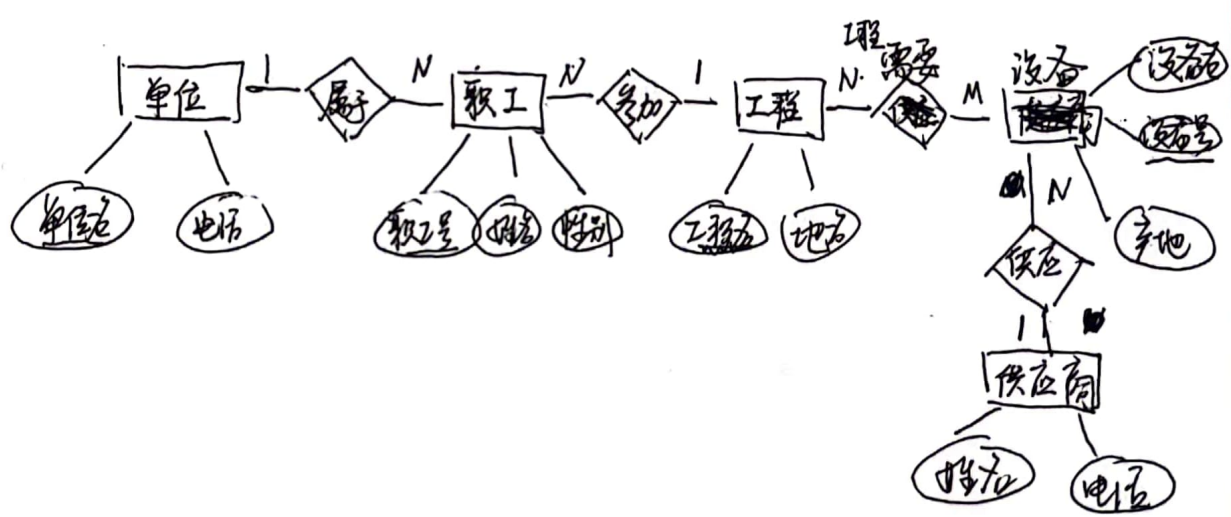 工程
需要
设备
设备名
单位
1
属于
N
职工
N
参加
1
工程
N
M
设备号
单位名
电话
职工号
姓名
性别
工程名
地名
N
产地
供应
1
供应商
姓名
电话